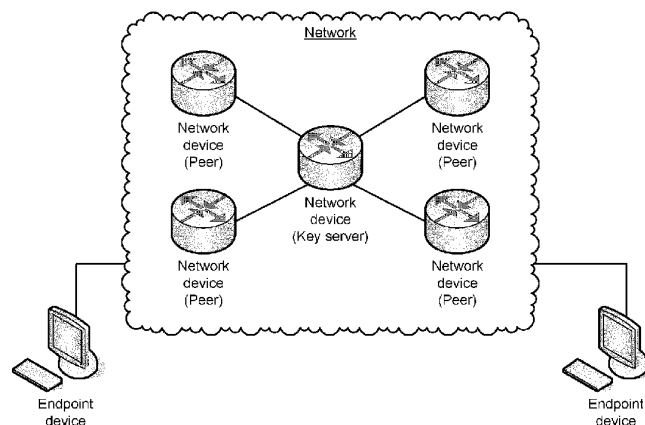 Network
Network
device
(Peer)
Network
device
(Peer)
Network
device
(Key server)
Network
device
(Peer)
Network
device
(Peer)
Endpoint
device
Endpoint
device